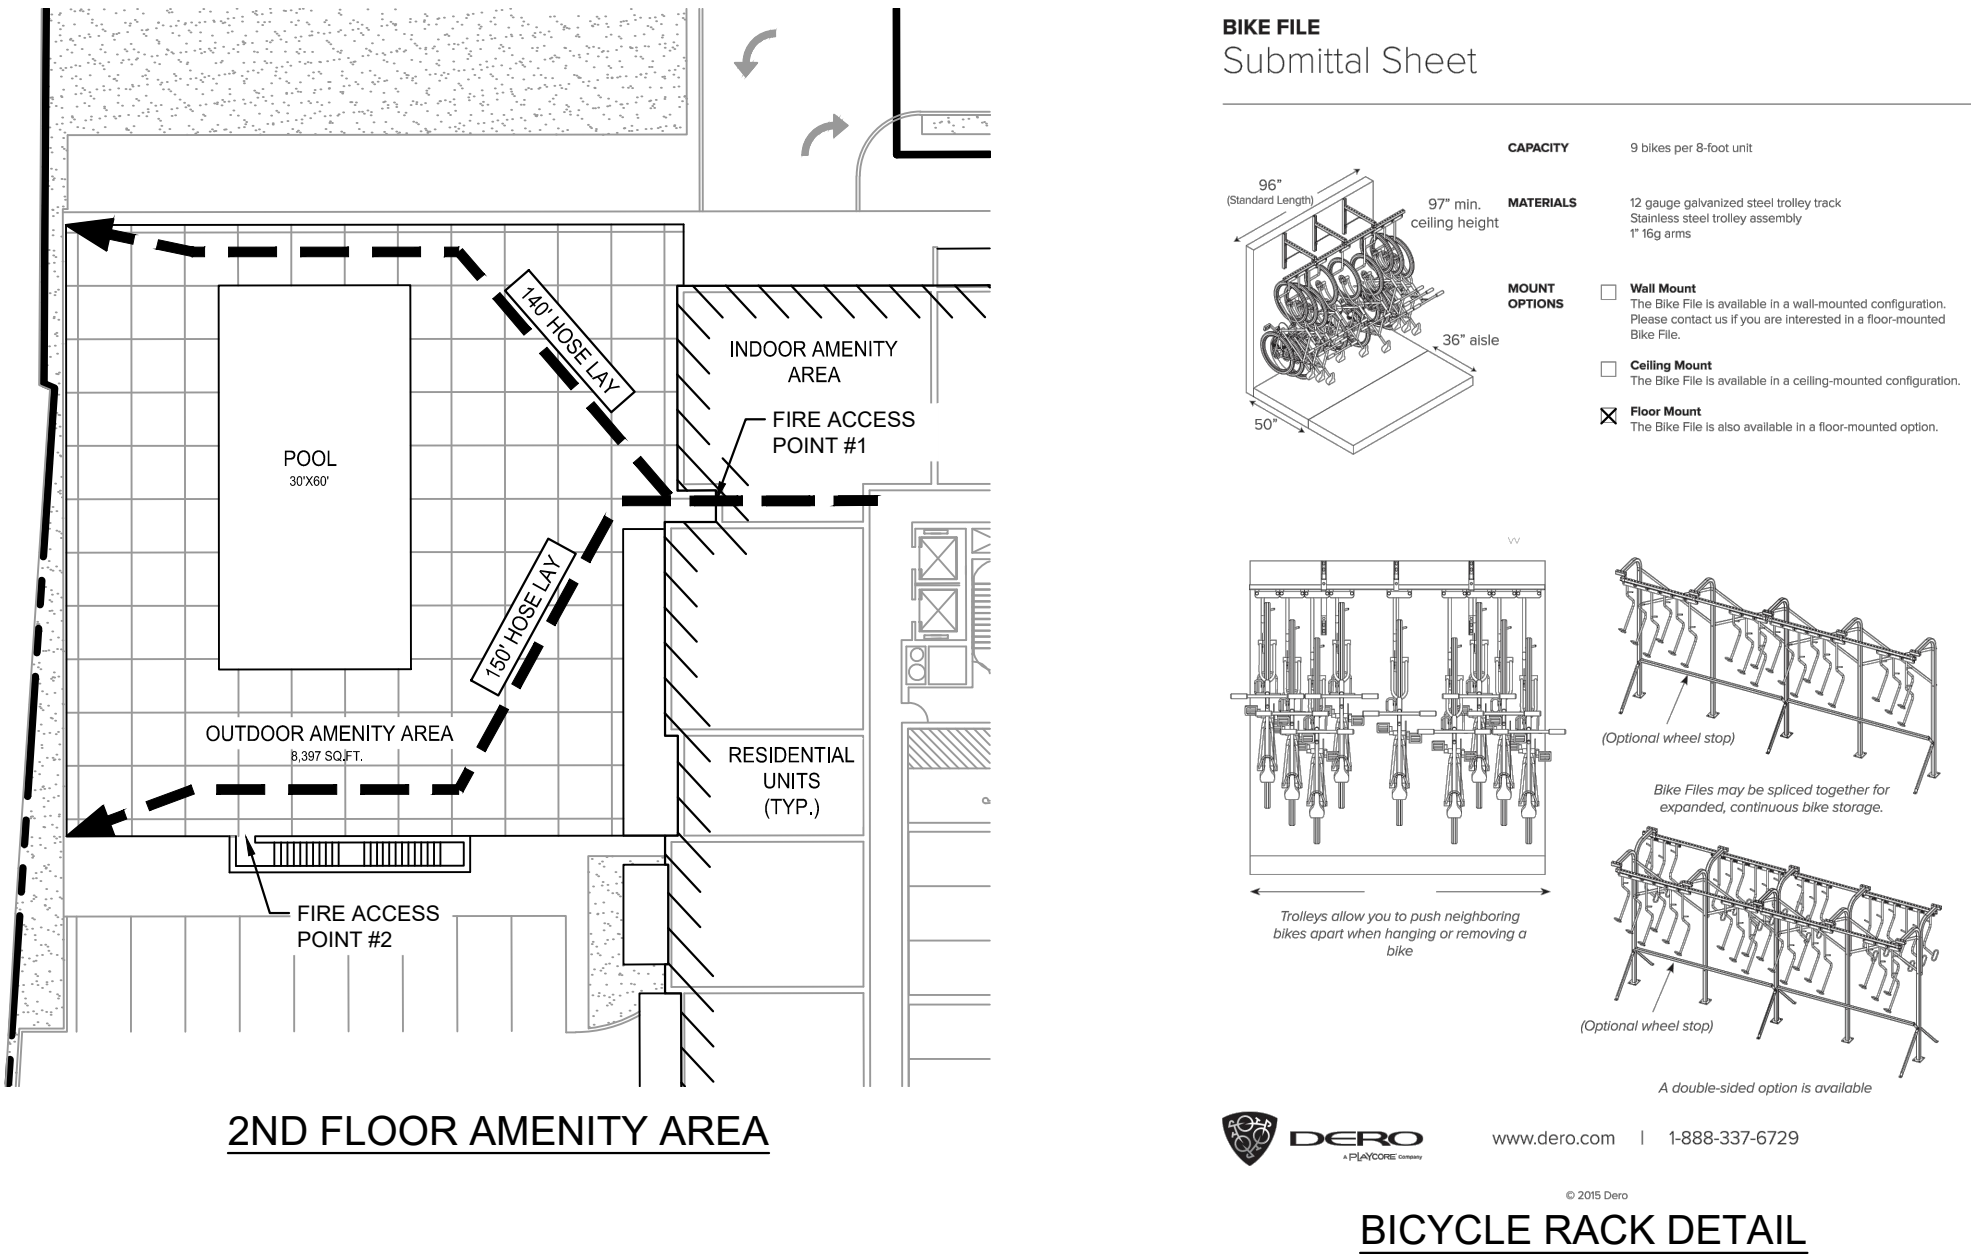 140' HOSE LAY
INDOOR AMENITY
AREA
FIRE ACCESS
POINT #1
POOL
30'X60'
150' HOSE LAY
OUTDOOR AMENITY AREA
8,397 SQ.FT.
RESIDENTIAL
UNITS
(TYP.)
FIRE ACCESS
POINT #2
2ND FLOOR AMENITY AREA
BIKE FILE
Submittal Sheet
CAPACITY
9 bikes per 8-foot unit
96”
(Standard Length)
97” min.
ceiling height
MATERIALS
12 gauge galvanized steel trolley track
Stainless steel trolley assembly
1” 16g arms
MOUNT
OPTIONS
Wall Mount
The Bike File is available in a wall-mounted configuration.
Please contact us if you are interested in a floor-mounted
Bike File.
36” aisle
Ceiling Mount
The Bike File is available in a ceiling-mounted configuration.
Floor Mount
The Bike File is also available in a floor-mounted option.
50”
(Optional wheel stop)
Bike Files may be spliced together for
expanded, continuous bike storage.
Trolleys allow you to push neighboring
bikes apart when hanging or removing a
bike
(Optional wheel stop)
A double-sided option is available
DERO
A PLAYCORE Company
www.dero.com | 1-888-337-6729
© 2015 Dero
BICYCLE RACK DETAIL